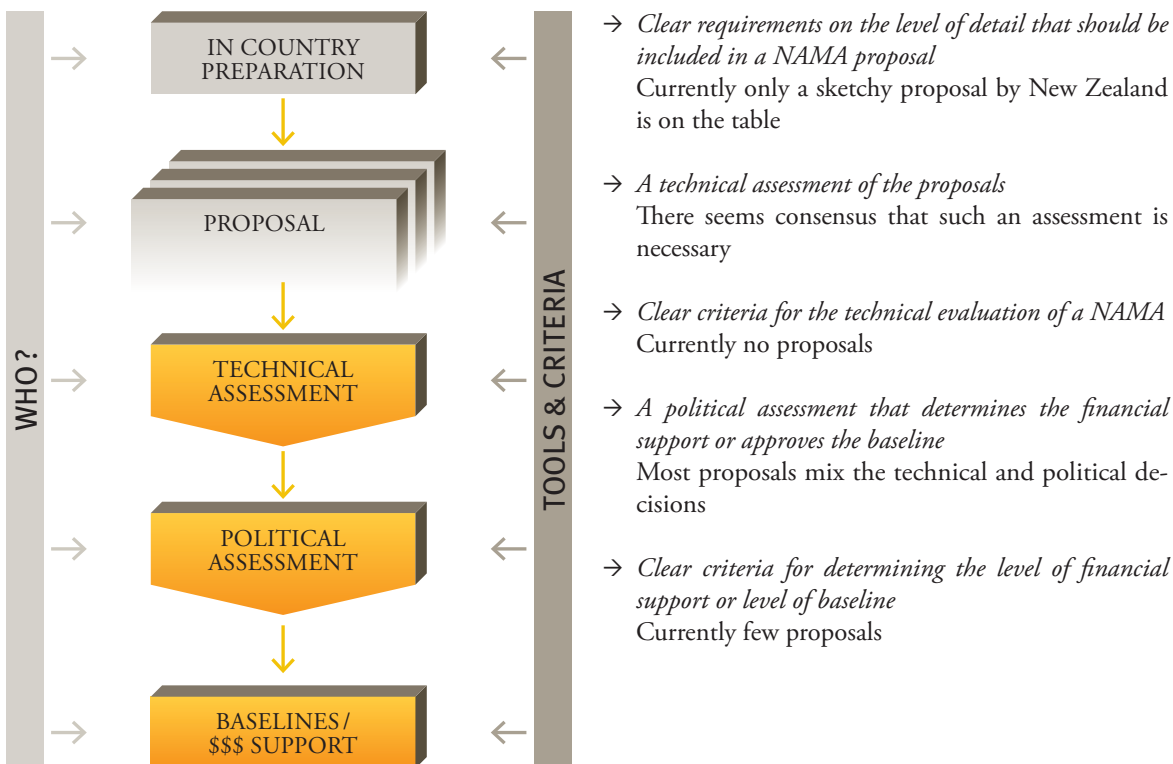 WHO?
IN COUNTRY
PREPARATION
PROPOSAL
TECHNICAL
ASSESSMENT
POLITICAL
ASSESSMENT
BASELINES/
$$$ SUPPORT
TOOLS & CRITERIA
→ Clear requirements on the level of detail that should be
included in a NAMA proposal
Currently only a sketchy proposal by New Zealand
is on the table
→ A technical assessment of the proposals
There seems consensus that such an assessment is
necessary
→ Clear criteria for the technical evaluation of a NAMA
Currently no proposals
→ A political assessment that determines the financial
support or approves the baseline
Most proposals mix the technical and political de-
cisions
→ Clear criteria for determining the level of financial
support or level of baseline
Currently few proposals